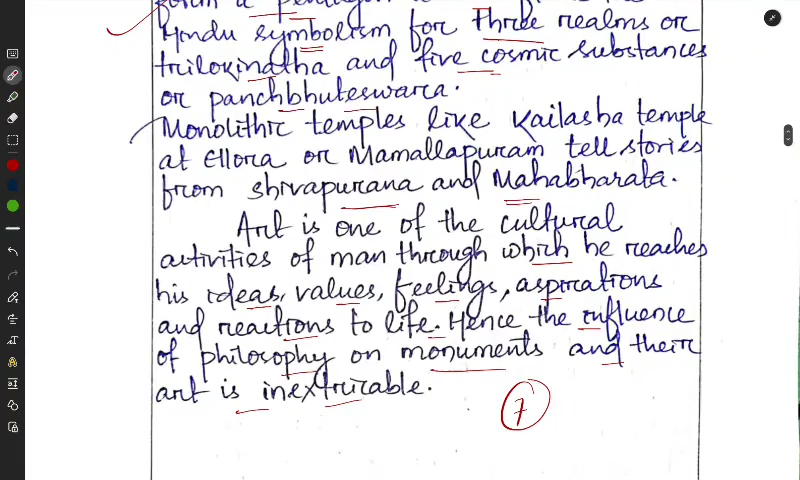 Hindu symbolism for three realms or
trilokinatha and five cosmic substances
or panchbhuteswara.
Monolithic temples like Kailasha temple
at Ellora or Mamallapuram tell stories
from shivapurana and Mahabharata.
Art is one of the cultural
activities of man through which he reaches
his ideas, values, feelings, aspirations
and reactions to life. Hence the influence
of philosophy on monuments and their
art is inextricable.
7